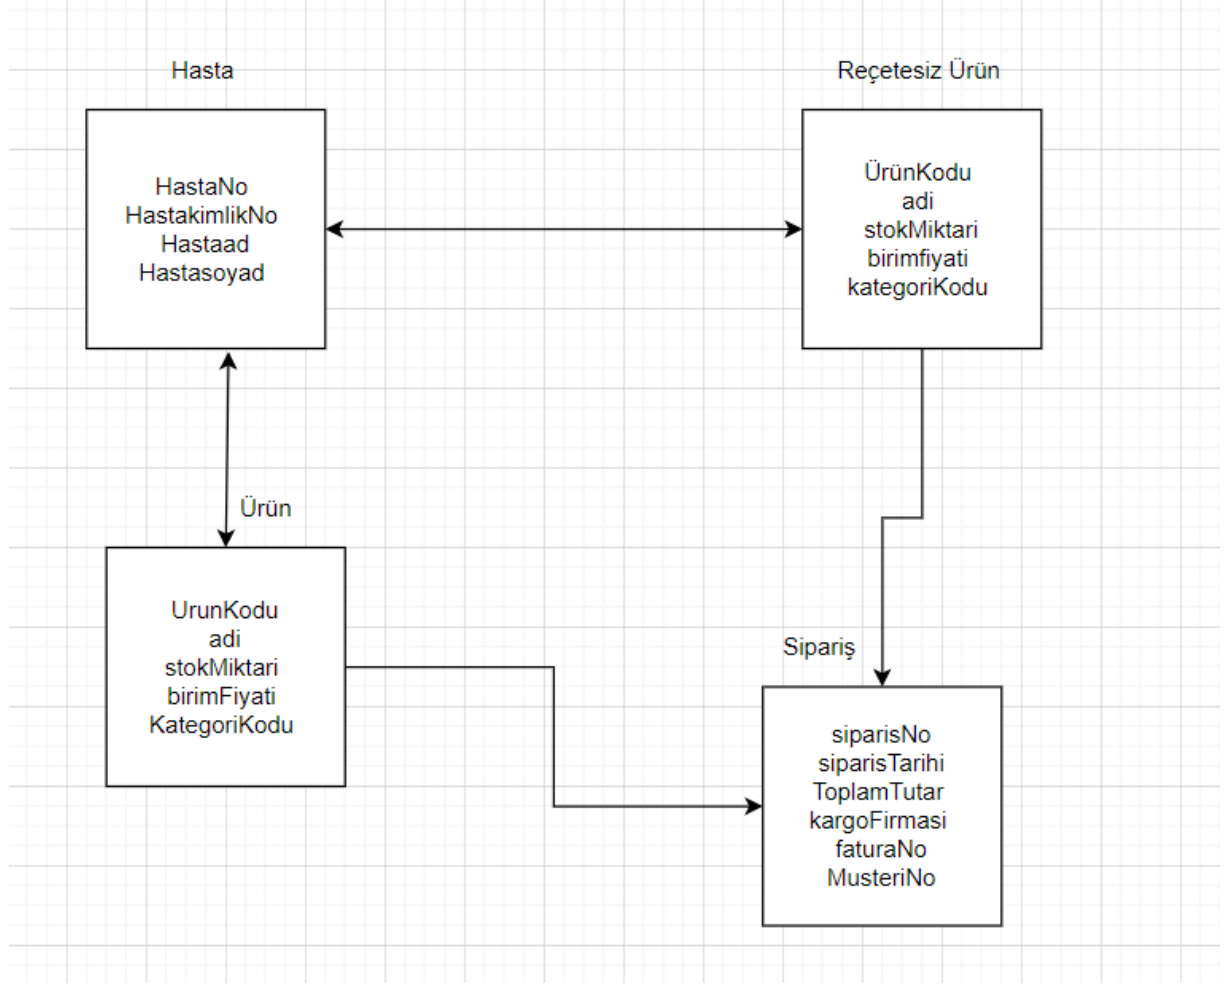 Hasta
HastaNo
HastakimlikNo
Hastaad
Hastasoyad
Reçetesiz Ürün
ÜrünKodu
adi
stokMiktari
birimfiyati
kategoriKodu
Ürün
UrunKodu
adi
stokMiktari
birimFiyati
KategoriKodu
Sipariş
siparisNo
siparisTarihi
ToplamTutar
kargoFirmasi
faturaNo
MusteriNo